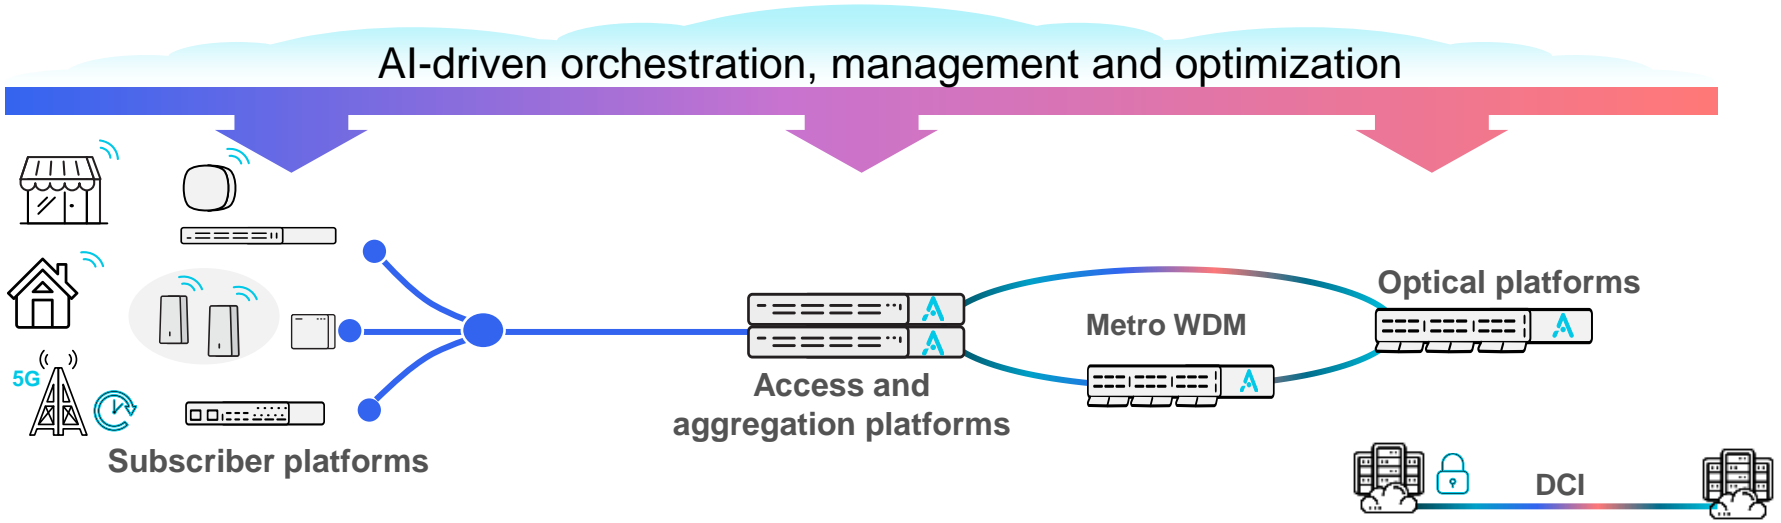 AI-driven orchestration, management and optimization
Optical platforms
Metro WDM
5G
Access and
aggregation platforms
Subscriber platforms
DCI